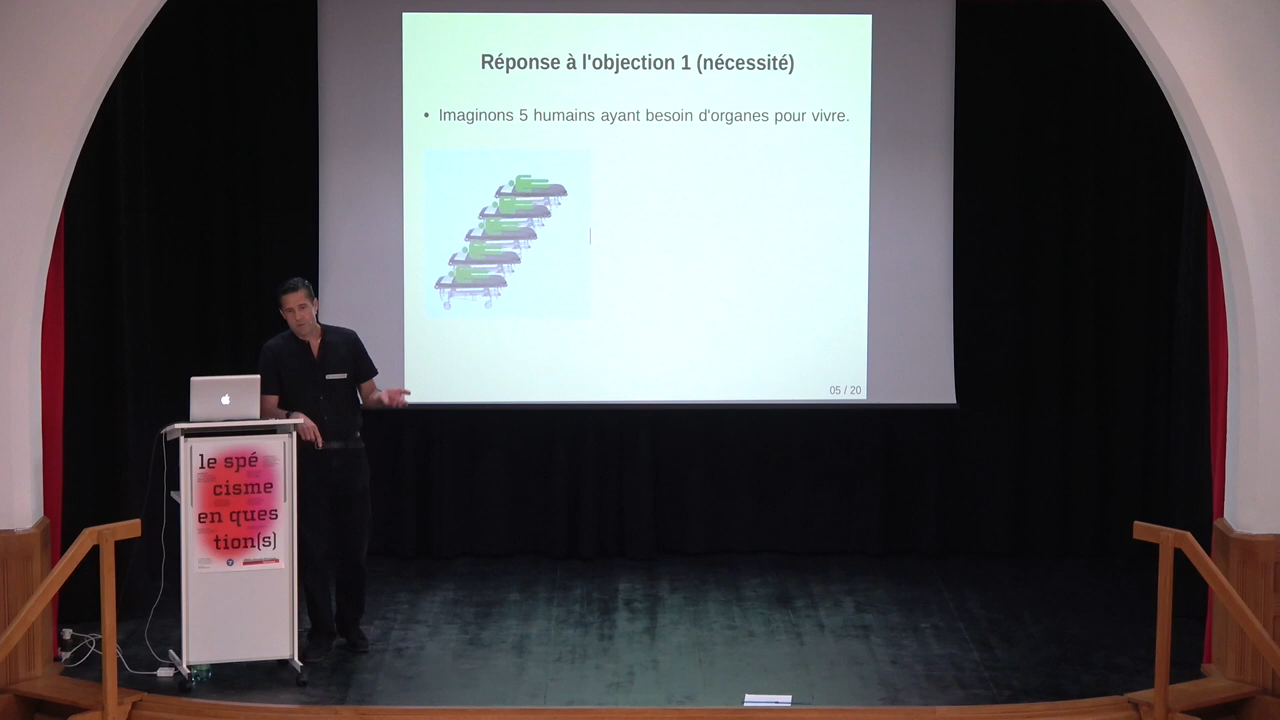 Réponse à l'objection 1 (nécessité)
• Imaginons 5 humains ayant besoin d'organes pour vivre.
05 / 20
le spé
cisme
en ques
tion(s)